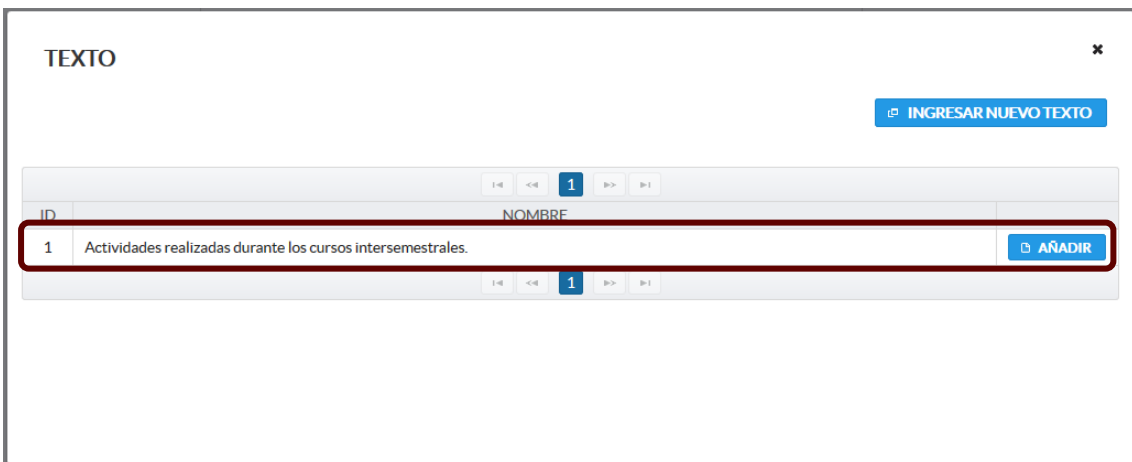 TEXTO
INGRESAR NUEVO TEXTO
1
ID NOMBRE
1 Actividades realizadas durante los cursos intersemestrales. AÑADIR
1